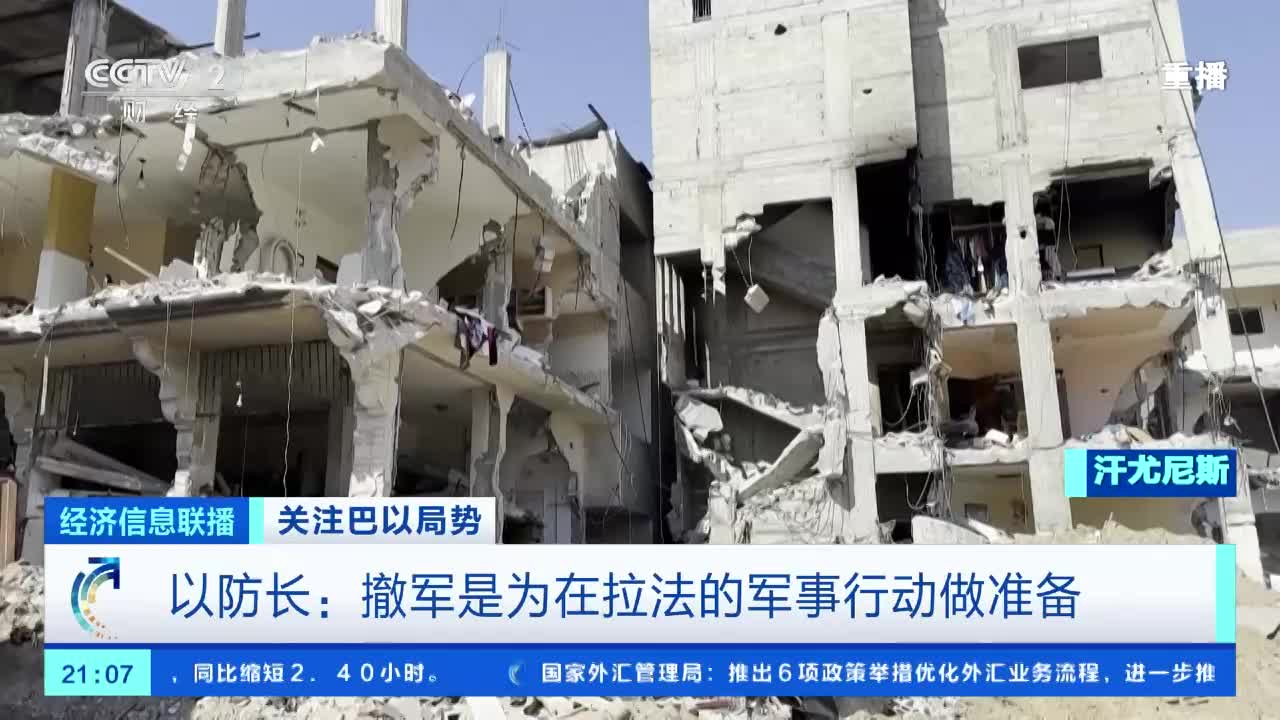 CCTV 2
财 经
重播
汗尤尼斯
经济信息联播 关注巴以局势
以防长：撤军是为在拉法的军事行动做准备
21:07 ，同比缩短2．40小时。 国家外汇管理局：推出6项政策举措优化外汇业务流程，进一步推